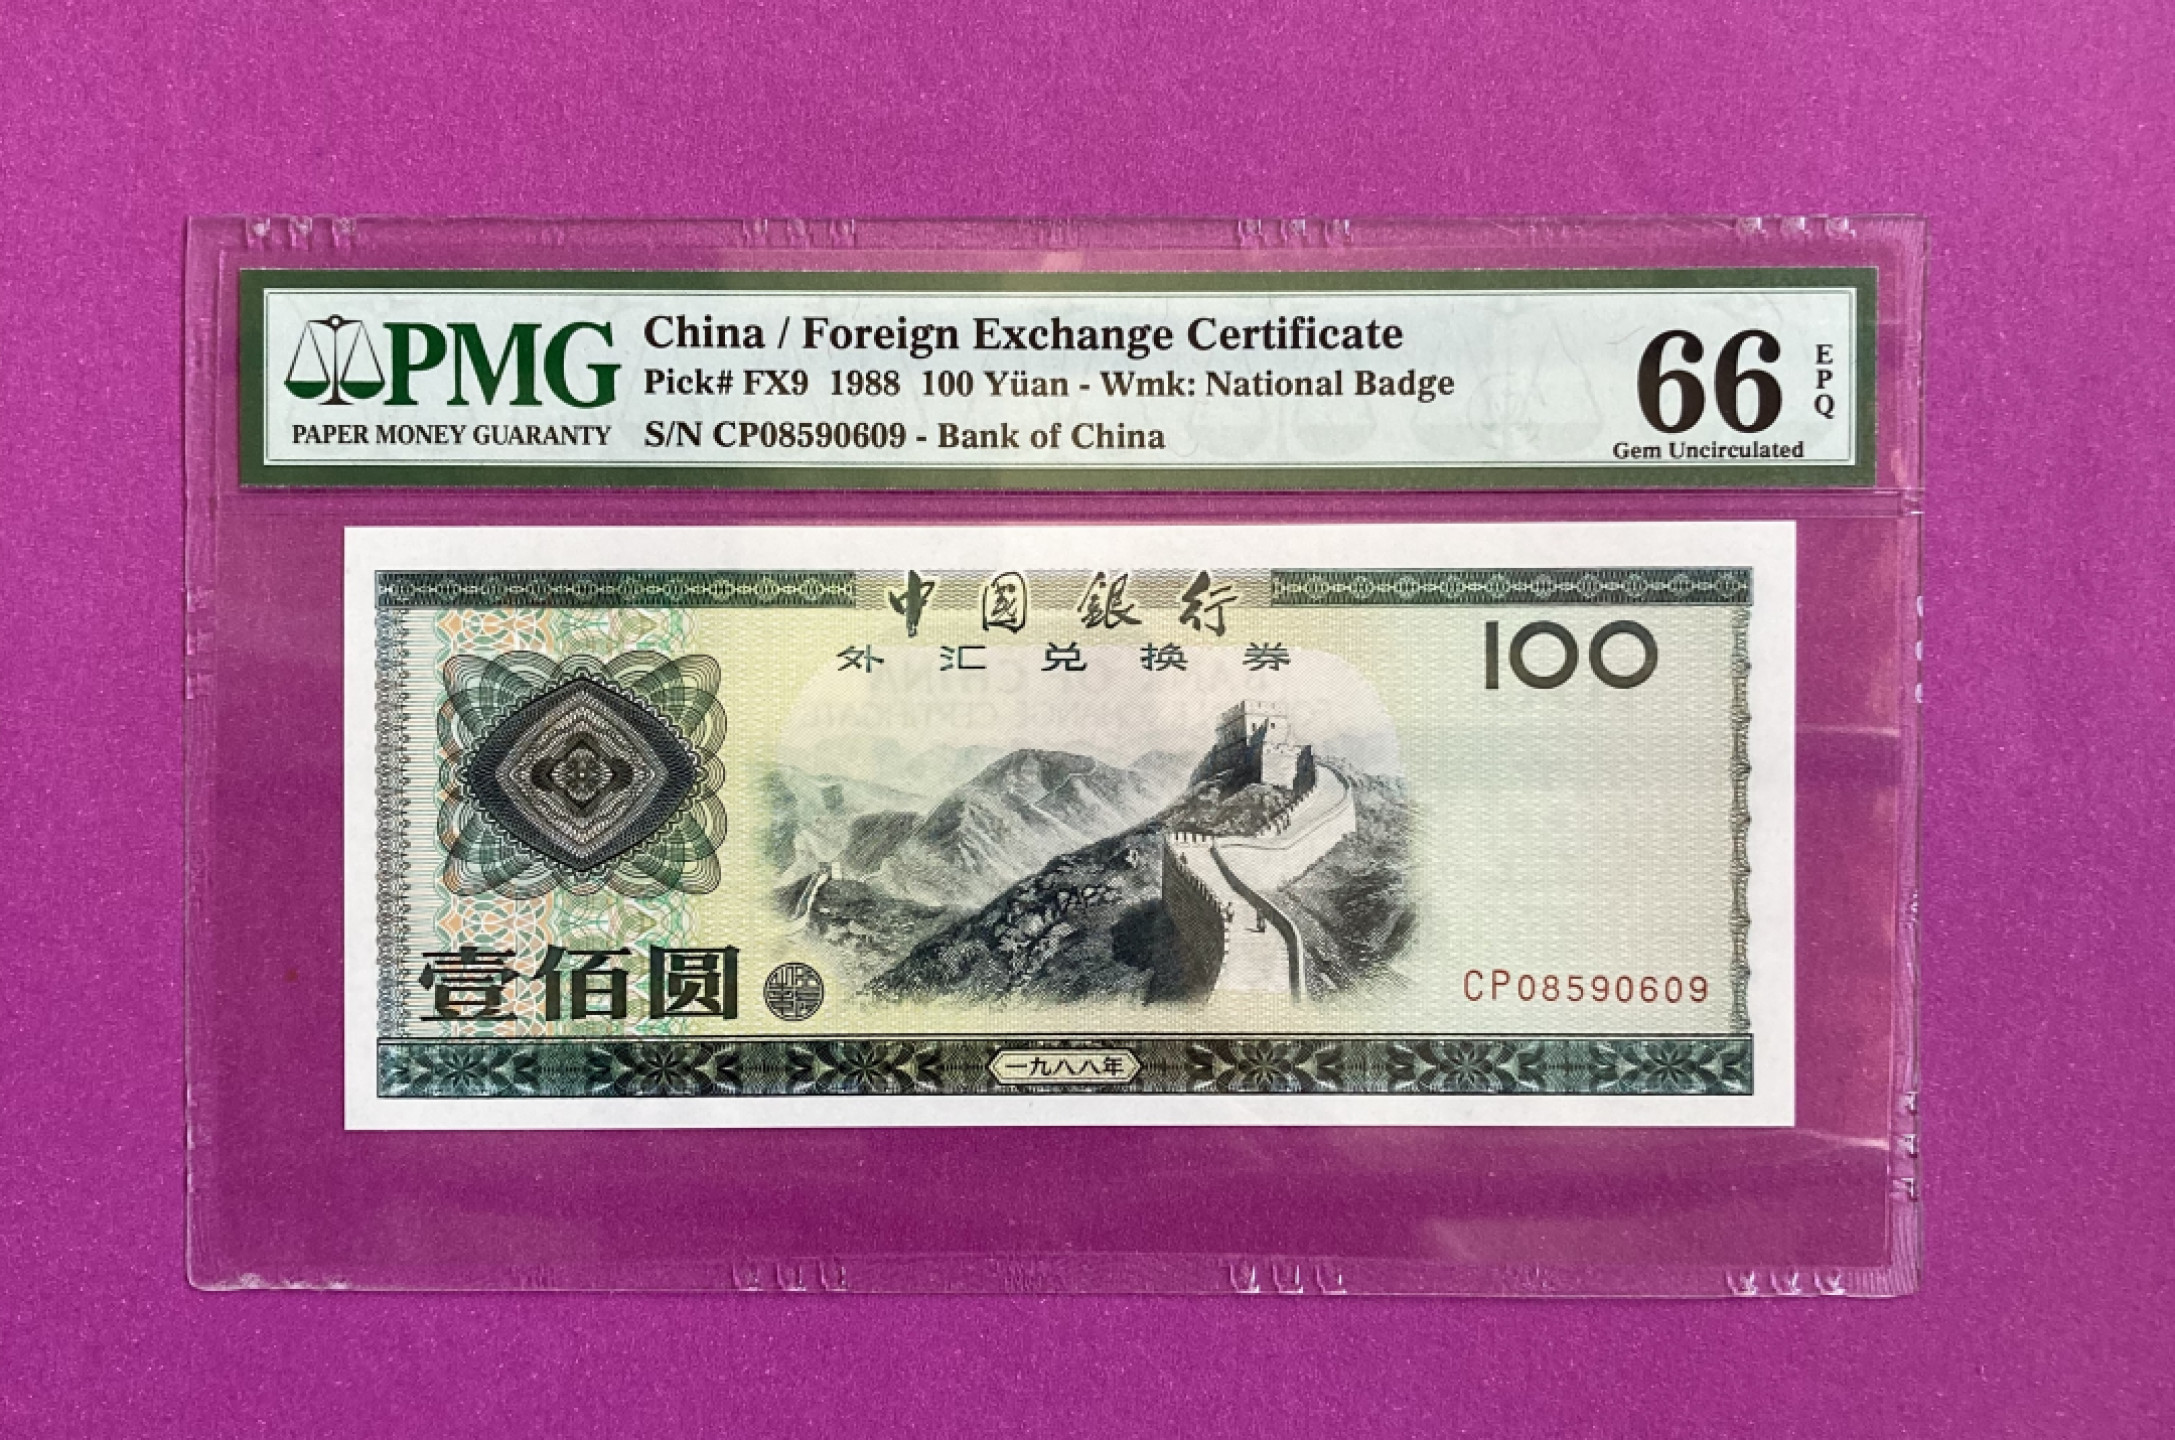 PMG
PAPER MONEY GUARANTY
China / Foreign Exchange Certificate
Pick# FX9 1988 100 Yüan - Wmk: National Badge
S/N CP08590609 - Bank of China
66
EPQ
Gem Uncirculated
中国銀行
外汇兑换券
100
壹佰圆
CP08590609
一九八八年